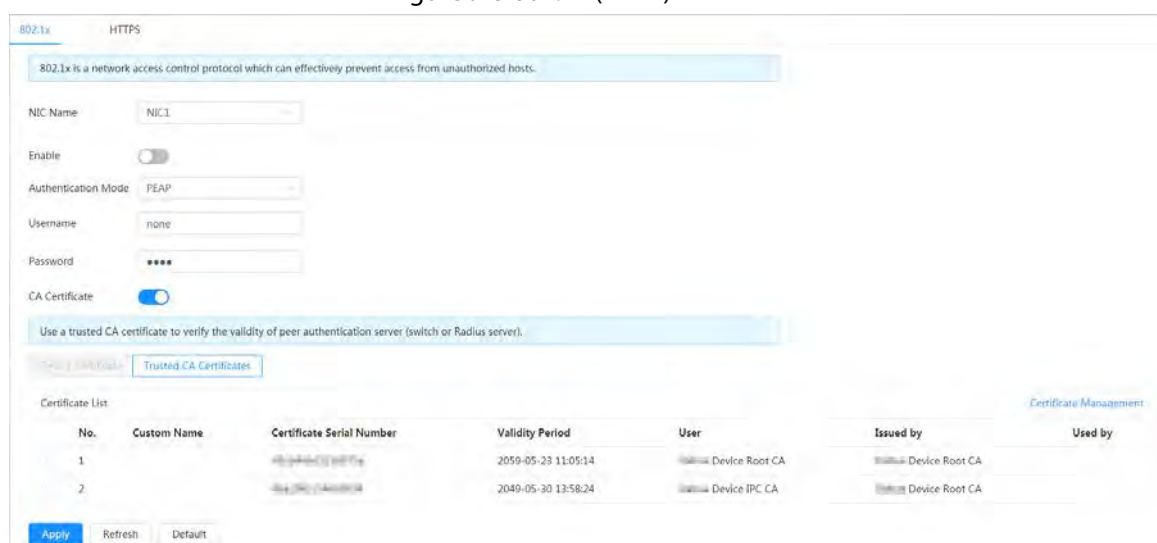 802.1x HTTPS
802.1x is a network access control protocol which can effectively prevent access from unauthorized hosts.
NIC Name NIC1
Enable
Authentication Mode PEAP
Username none
Password ••••
CA Certificate
Use a trusted CA certificate to verify the validity of peer authentication server (switch or Radius server).
Trusted CA Certificates
Certificate List Certificate Management
No. Custom Name Certificate Serial Number Validity Period User Issued by Used by
1 2059-05-23 11:05:14 Device Root CA Device Root CA
2 2049-05-30 13:58:24 Device IPC CA Device Root CA
Apply Refresh Default